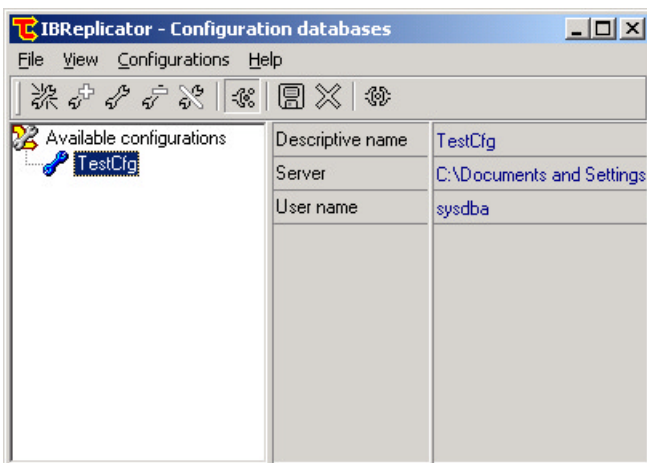 IBReplicator - Configuration databases
File View Configurations Help
Available configurations
TestCfg
Descriptive name TestCfg
Server C:\Documents and Settings
User name sysdba